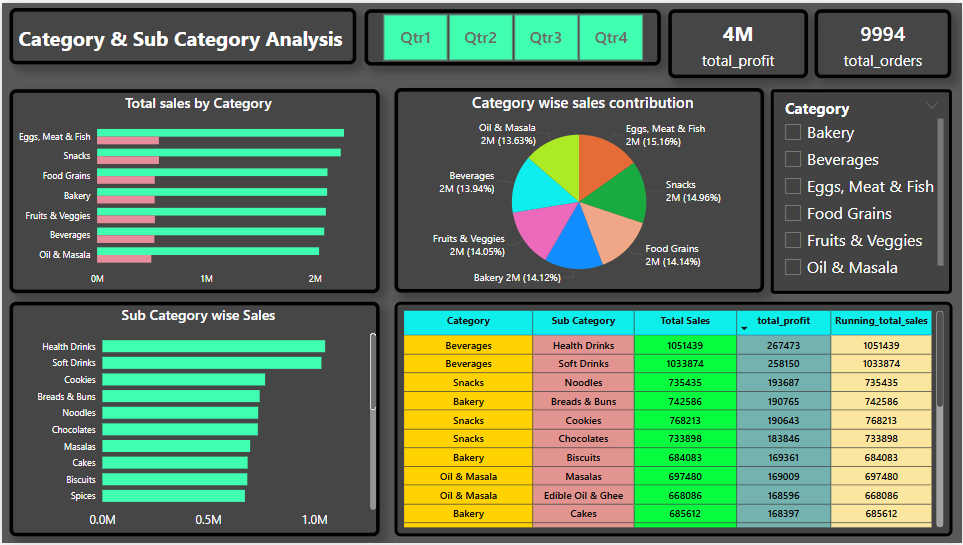 Category & Sub Category Analysis
Qtr1 Qtr2 Qtr3 Qtr4
4M
total_profit
9994
total_orders
Total sales by Category
Eggs, Meat & Fish
Snacks
Food Grains
Bakery
Fruits & Veggies
Beverages
Oil & Masala
0M 1M 2M
Category wise sales contribution
Oil & Masala
2M (13.63%)
Eggs, Meat & Fish
2M (15.16%)
Beverages
2M (13.94%)
Snacks
2M (14.96%)
Fruits & Veggies
2M (14.05%)
Food Grains
2M (14.14%)
Bakery 2M (14.12%)
Category
Bakery
Beverages
Eggs, Meat & Fish
Food Grains
Fruits & Veggies
Oil & Masala
Sub Category wise Sales
Health Drinks
Soft Drinks
Cookies
Breads & Buns
Noodles
Chocolates
Masalas
Cakes
Biscuits
Spices
0.0M 0.5M 1.0M
Category Sub Category Total Sales total_profit Running_total_sales
Beverages Health Drinks 1051439 267473 1051439
Beverages Soft Drinks 1033874 258150 1033874
Snacks Noodles 735435 193687 735435
Bakery Breads & Buns 742586 190765 742586
Snacks Cookies 768213 190643 768213
Snacks Chocolates 733898 183846 733898
Bakery Biscuits 684083 169361 684083
Oil & Masala Masalas 697480 169009 697480
Oil & Masala Edible Oil & Ghee 668086 168596 668086
Bakery Cakes 685612 168397 685612